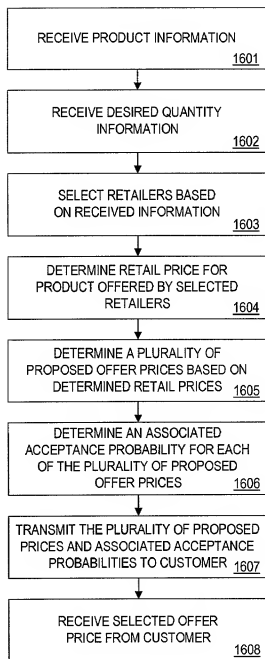 RECEIVE PRODUCT INFORMATION
1601
RECEIVE DESIRED QUANTITY
INFORMATION
1602
SELECT RETAILERS BASED
ON RECEIVED INFORMATION
1603
DETERMINE RETAIL PRICE FOR
PRODUCT OFFERED BY SELECTED
RETAILERS
1604
DETERMINE A PLURALITY OF
PROPOSED OFFER PRICES BASED ON
DETERMINED RETAIL PRICES
1605
DETERMINE AN ASSOCIATED
ACCEPTANCE PROBABILITY FOR EACH
OF THE PLURALITY OF PROPOSED
OFFER PRICES
1606
TRANSMIT THE PLURALITY OF PROPOSED
PRICES AND ASSOCIATED ACCEPTANCE
PROBABILITIES TO CUSTOMER 1607
RECEIVE SELECTED OFFER
PRICE FROM CUSTOMER
1608